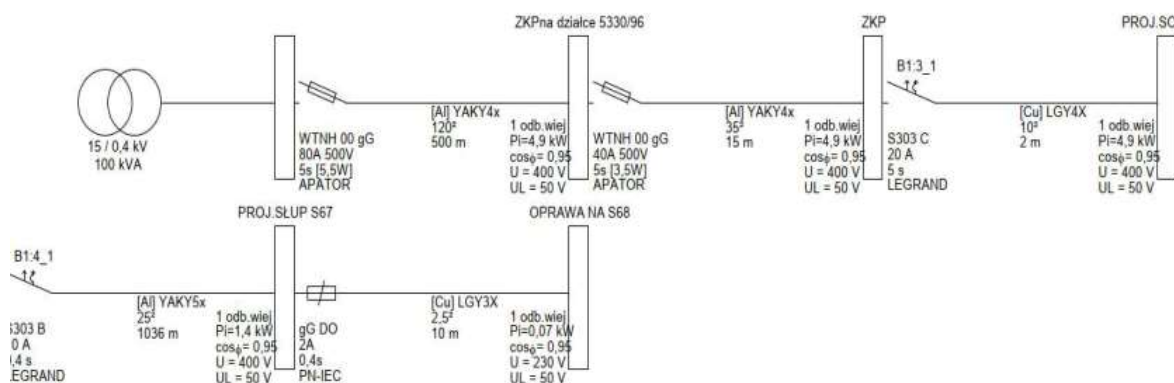 ZKPna działce 5330/96
ZKP
PROJ.SO
B1:3_1
15 / 0,4 kV
100 kVA
WTNH 00 gG
80A 500V
5s [5,5W]
APATOR
[Al] YAKY4x
120²
500 m
1 odb.wiej
Pi=4,9 kW
cosϕ= 0,95
U = 400 V
UL = 50 V
WTNH 00 gG
40A 500V
5s [3,5W]
APATOR
[Al] YAKY4x
35²
15 m
1 odb.wiej
Pi=4,9 kW
cosϕ= 0,95
U = 400 V
UL = 50 V
S303 C
20 A
5 s
LEGRAND
[Cu] LGY4X
10²
2 m
1 odb.wiej
Pi=4,9 kW
cosϕ= 0,95
U = 400 V
UL = 50 V
PROJ.SŁUP S67
OPRAWA NA S68
B1:4_1
S303 B
0 A
,4 s
LEGRAND
[Al] YAKY5x
25²
1036 m
1 odb.wiej
Pi=1,4 kW
cosϕ= 0,95
U = 400 V
UL = 50 V
gG DO
2A
0,4s
PN-IEC
[Cu] LGY3X
2,5²
10 m
1 odb.wiej
Pi=0,07 kW
cosϕ= 0,95
U = 230 V
UL = 50 V